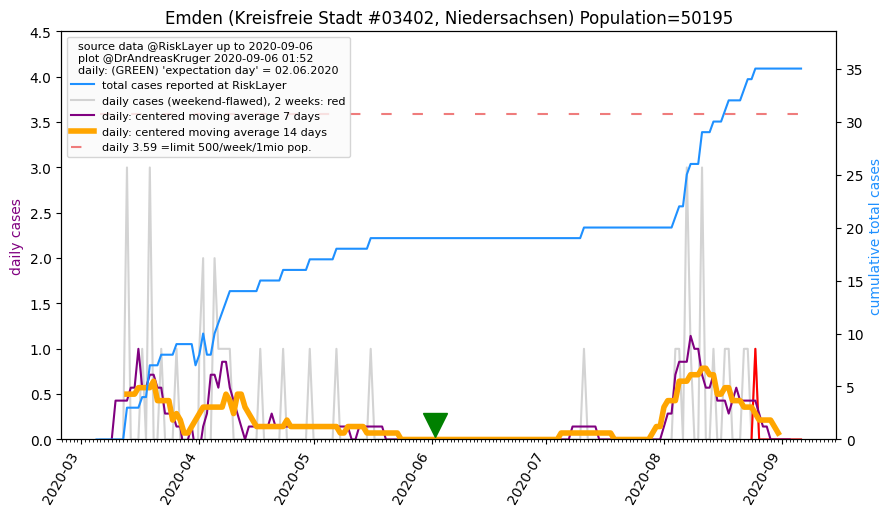 Emden (Kreisfreie Stadt #03402, Niedersachsen) Population=50195
source data @RiskLayer up to 2020-09-06
plot @DrAndreasKruger 2020-09-06 01:52
daily: (GREEN) 'expectation day' = 02.06.2020
total cases reported at RiskLayer
daily cases (weekend-flawed), 2 weeks: red
daily: centered moving average 7 days
daily: centered moving average 14 days
daily 3.59 =limit 500/week/1mio pop.
daily cases
4.5
4.0
3.5
3.0
2.5
2.0
1.5
1.0
0.5
0.0
35
30
25
20
15
10
5
0
cumulative total cases
2020-03
2020-04
2020-05
2020-06
2020-07
2020-08
2020-09